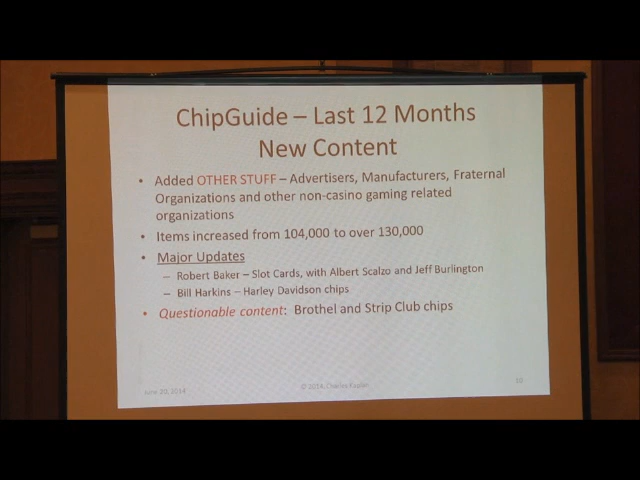 ChipGuide – Last 12 Months
New Content
• Added OTHER STUFF – Advertisers, Manufacturers, Fraternal
Organizations and other non-casino gaming related
organizations
• Items increased from 104,000 to over 130,000
• Major Updates
– Robert Baker – Slot Cards, with Albert Scalzo and Jeff Burlington
– Bill Harkins – Harley Davidson chips
• Questionable content: Brothel and Strip Club chips
June 20, 2014
© 2014, Charles Kaplan
10